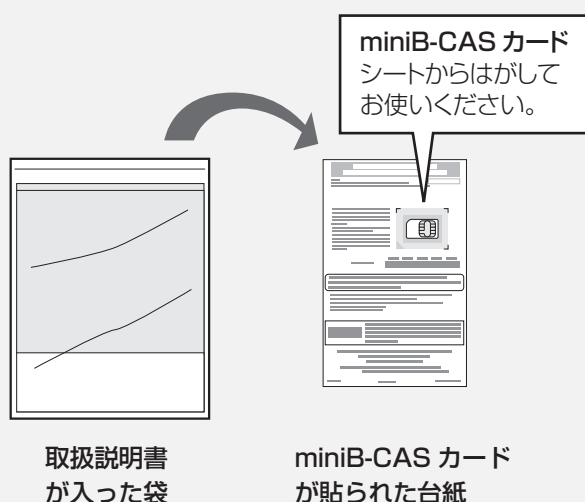 miniB-CAS カード
シートからはがして
お使いください。
取扱説明書
が入った袋
miniB-CAS カード
が貼られた台紙